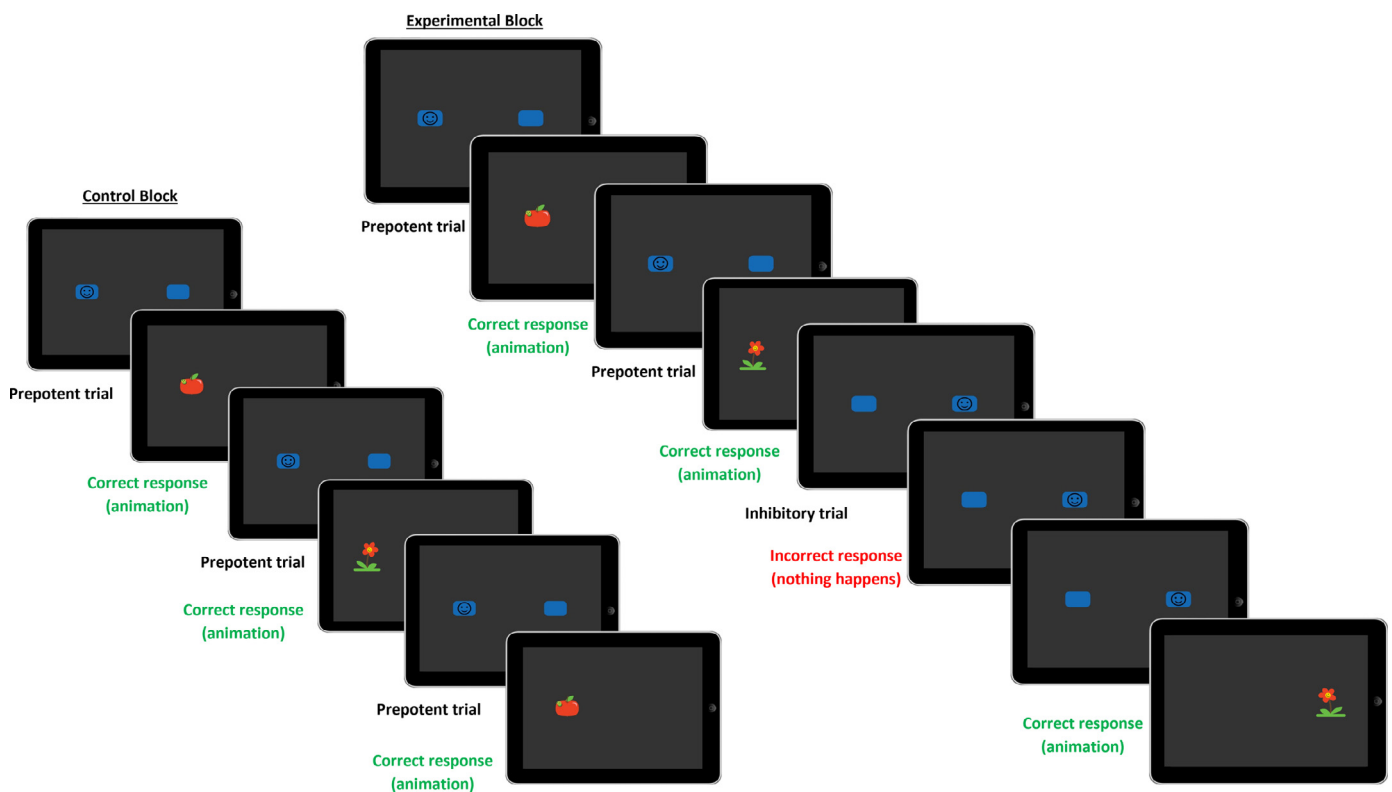 Experimental Block
Prepotent trial
Correct response
(animation)
Prepotent trial
Correct response
(animation)
Inhibitory trial
Incorrect response
(nothing happens)
Correct response
(animation)
Control Block
Prepotent trial
Correct response
(animation)
Prepotent trial
Correct response
(animation)
Prepotent trial
Correct response
(animation)